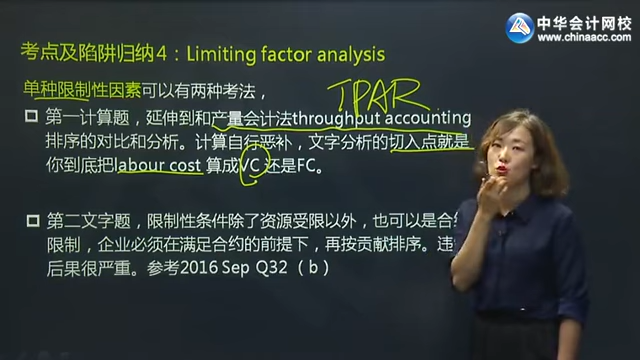 中华会计网校
www.chinaacc.com
考点及陷阱归纳4：Limiting factor analysis
单种限制性因素可以有两种考法，
TPAR
第一计算题，延伸到和产量会计法throughput accounting
排序的对比和分析。计算自行恶补，文字分析的切入点就是
你到底把labour cost 算成VC还是FC。
第二文字题，限制性条件除了资源受限以外，也可以是合约
限制，企业必须在满足合约的前提下，再按贡献排序。违
后果很严重。参考2016 Sep Q32（b）